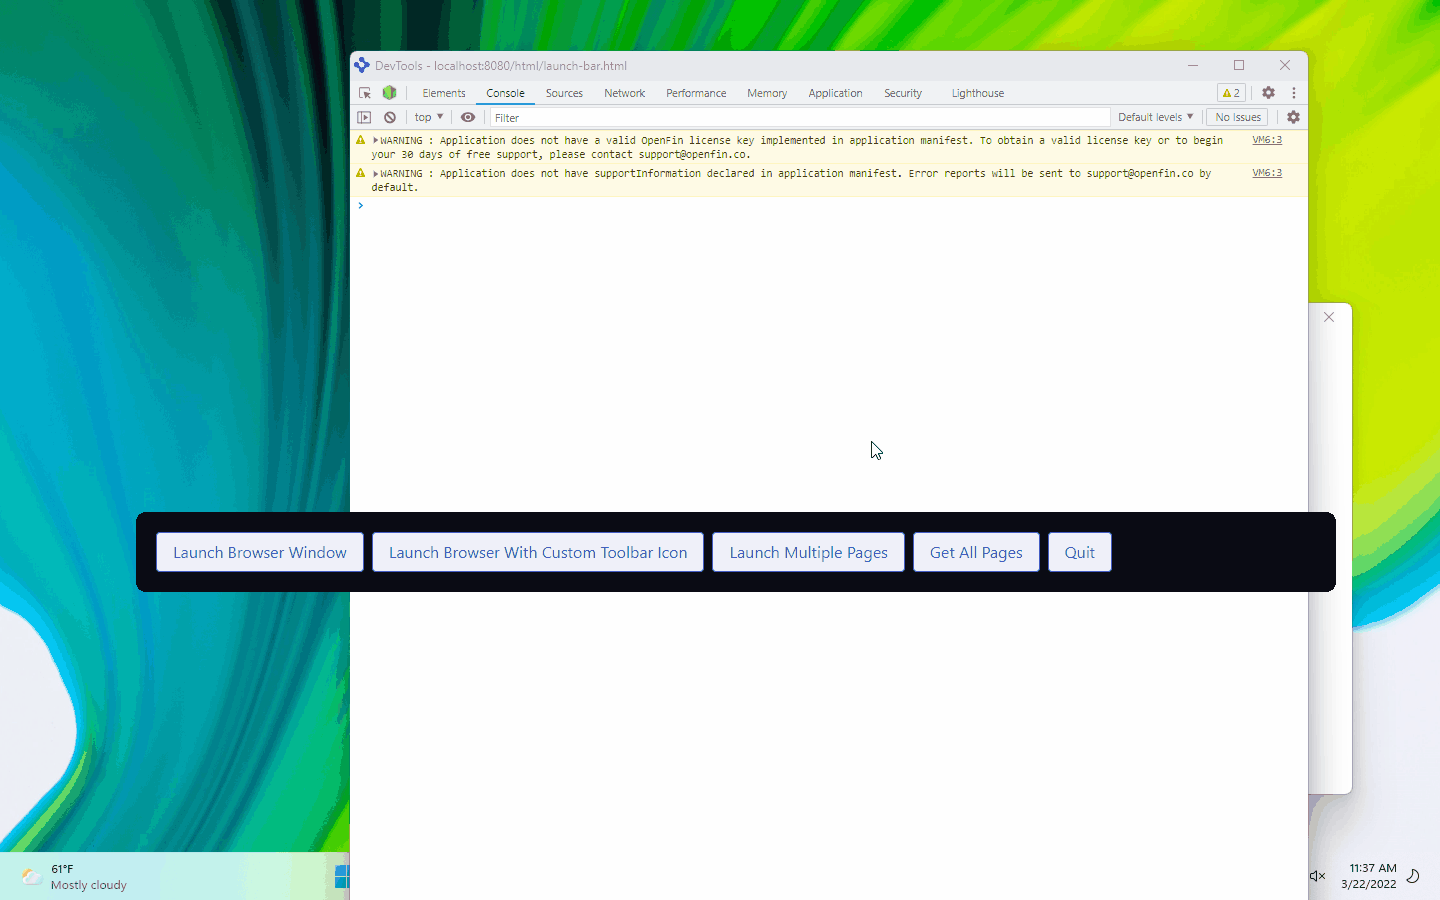 DevTools - localhost:8080/html/launch-bar.html
Elements Console Sources Network Performance Memory Application Security Lighthouse 2
top Filter Default levels No Issues
WARNING : Application does not have a valid OpenFin license key implemented in application manifest. To obtain a valid license key or to begin VM6:3
your 30 days of free support, please contact support@openfin.co.
WARNING : Application does not have supportInformation declared in application manifest. Error reports will be sent to support@openfin.co by VM6:3
default.
Launch Browser Window Launch Browser With Custom Toolbar Icon Launch Multiple Pages Get All Pages Quit
61°F
Mostly cloudy
11:37 AM
3/22/2022